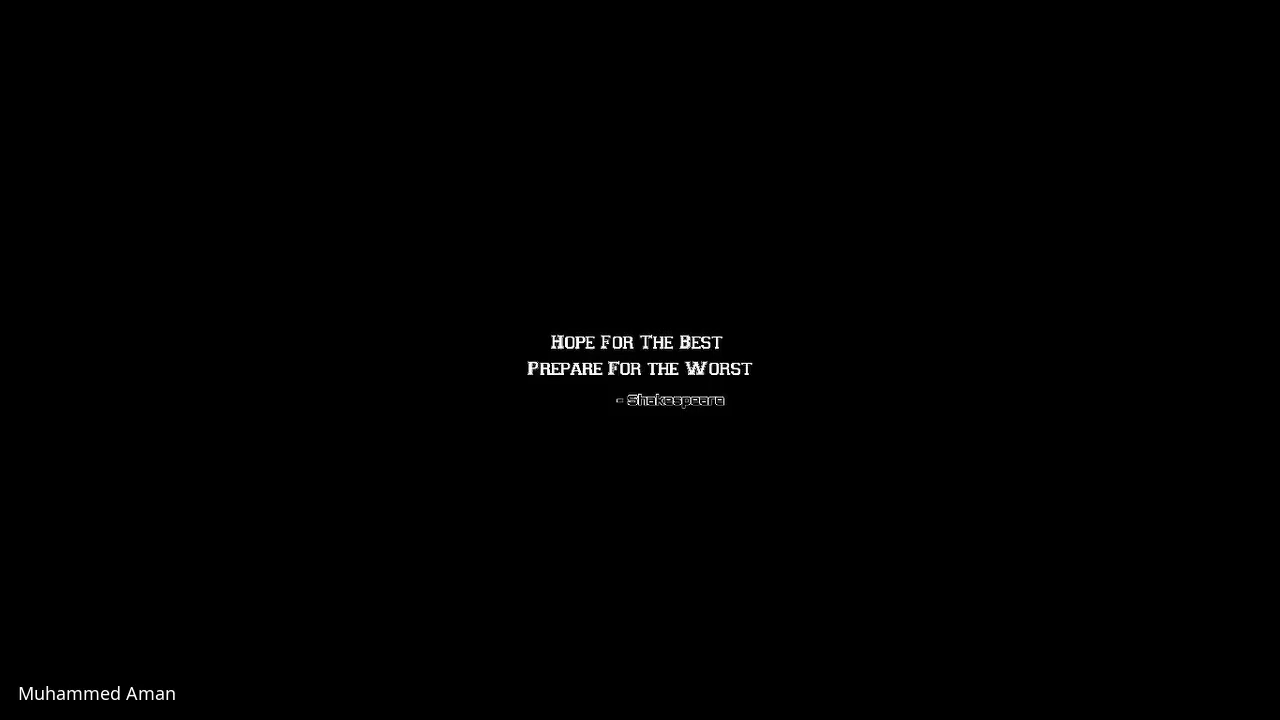 Hope For The Best
Prepare For the Worst
- Shakespeare
Muhammed Aman